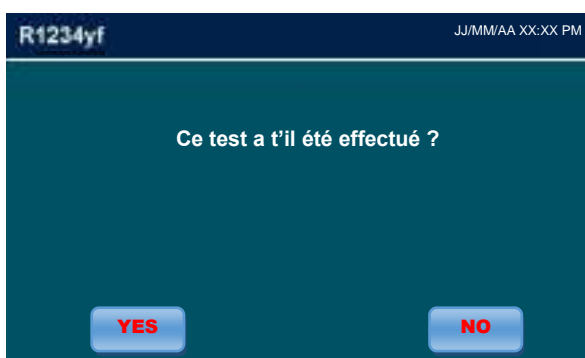 R1234yf
JJ/MM/AA XX:XX PM
Ce test a t’il été effectué ?
YES
NO